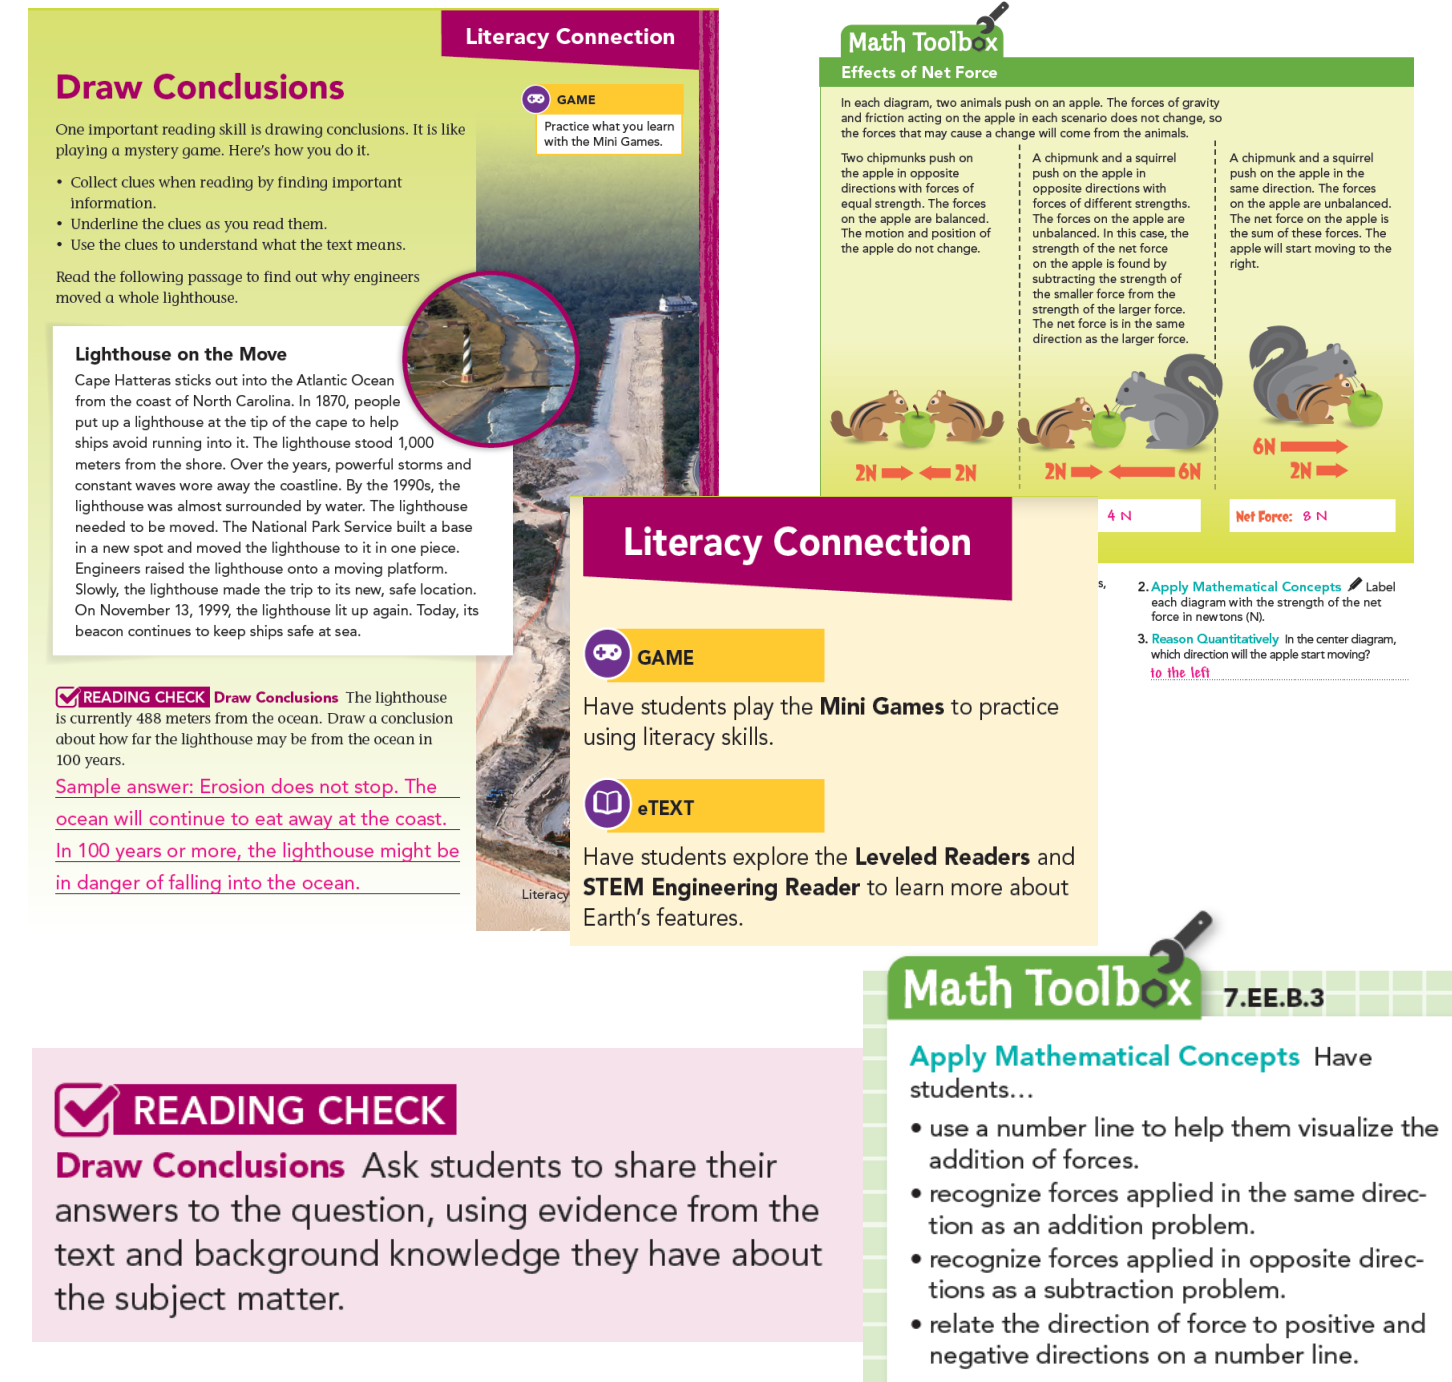 Literacy Connection
Draw Conclusions
GAME
Practice what you learn
with the Mini Games.
One important reading skill is drawing conclusions. It is like
playing a mystery game. Here's how you do it.
• Collect clues when reading by finding important
information.
• Underline the clues as you read them.
• Use the clues to understand what the text means.
Read the following passage to find out why engineers
moved a whole lighthouse.
Lighthouse on the Move
Cape Hatteras sticks out into the Atlantic Ocean
from the coast of North Carolina. In 1870, people
put up a lighthouse at the tip of the cape to help
ships avoid running into it. The lighthouse stood 1,000
meters from the shore. Over the years, powerful storms and
constant waves wore away the coastline. By the 1990s, the
lighthouse was almost surrounded by water. The lighthouse
needed to be moved. The National Park Service built a base
in a new spot and moved the lighthouse to it in one piece.
Engineers raised the lighthouse onto a moving platform.
Slowly, the lighthouse made the trip to its new, safe location.
On November 13, 1999, the lighthouse lit up again. Today, its
beacon continues to keep ships safe at sea.
READING CHECK Draw Conclusions The lighthouse
is currently 488 meters from the ocean. Draw a conclusion
about how far the lighthouse may be from the ocean in
100 years.
Sample answer: Erosion does not stop. The
ocean will continue to eat away at the coast.
In 100 years or more, the lighthouse might be
in danger of falling into the ocean.
Literacy
Math Toolbox
Effects of Net Force
In each diagram, two animals push on an apple. The forces of gravity
and friction acting on the apple in each scenario does not change, so
the forces that may cause a change will come from the animals.
Two chipmunks push on
the apple in opposite
directions with forces of
equal strength. The forces
on the apple are balanced.
The motion and position of
the apple do not change.
2N 2N
A chipmunk and a squirrel
push on the apple in
opposite directions with
forces of different strengths.
The forces on the apple are
unbalanced. In this case, the
strength of the net force
on the apple is found by
subtracting the strength of
the smaller force from the
strength of the larger force.
The net force is in the same
direction as the larger force.
2N 6N
4 N
A chipmunk and a squirrel
push on the apple in the
same direction. The forces
on the apple are unbalanced.
The net force on the apple is
the sum of these forces. The
apple will start moving to the
right.
6N
2N
Net Force: 8 N
s,
2. Apply Mathematical Concepts Label
each diagram with the strength of the net
force in newtons (N).
3. Reason Quantitatively In the center diagram,
which direction will the apple start moving?
to the left
Literacy Connection
GAME
Have students play the Mini Games to practice
using literacy skills.
eTEXT
Have students explore the Leveled Readers and
STEM Engineering Reader to learn more about
Earth's features.
READING CHECK
Draw Conclusions Ask students to share their
answers to the question, using evidence from the
text and background knowledge they have about
the subject matter.
Math Toolbox 7.EE.B.3
Apply Mathematical Concepts Have
students...
• use a number line to help them visualize the
addition of forces.
• recognize forces applied in the same direc-
tion as an addition problem.
• recognize forces applied in opposite direc-
tions as a subtraction problem.
• relate the direction of force to positive and
negative directions on a number line.